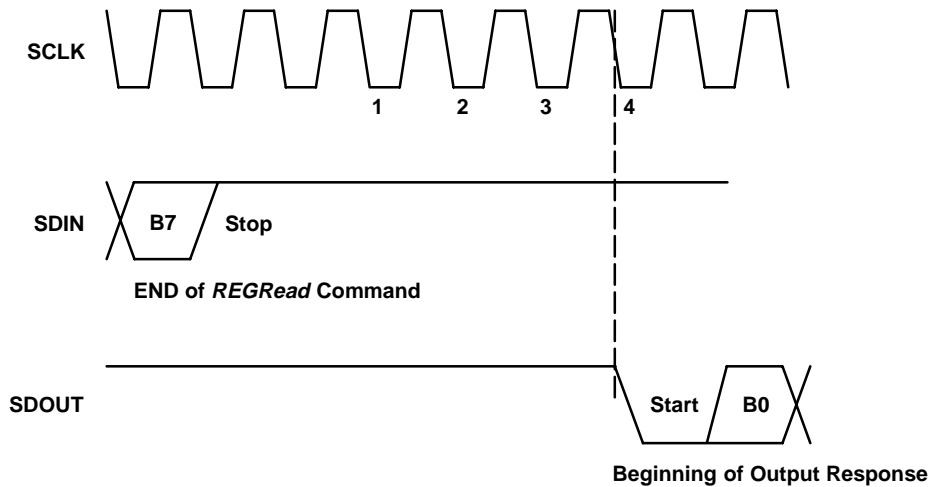 SCLK
1 2 3 4
SDIN
B7 Stop
END of REGRead Command
SDOUT
Start B0
Beginning of Output Response